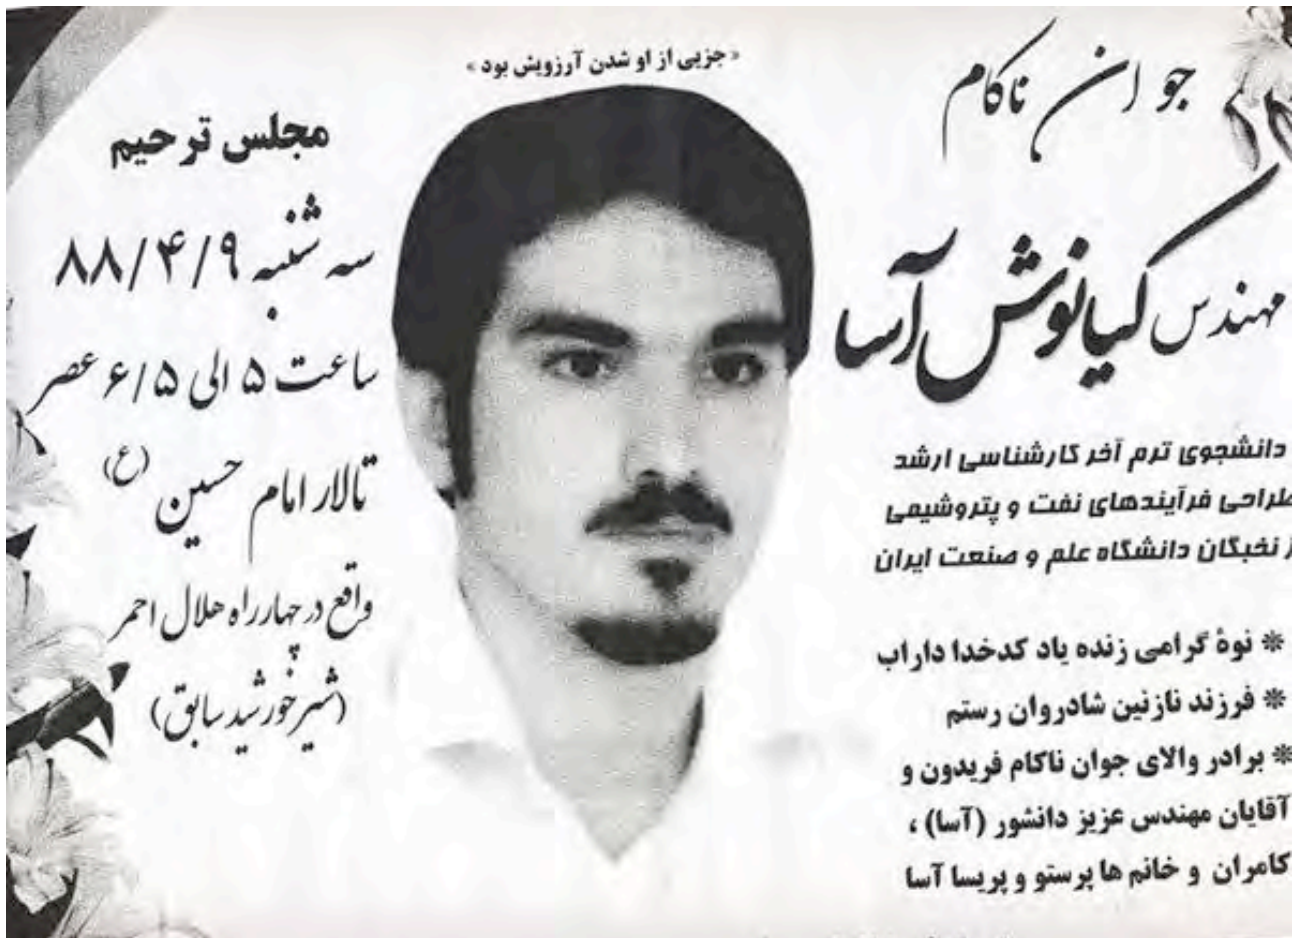 « جزیی از او شدن آرزویش بود »
جوان ناکام
مهندس کیانوش آسا
دانشجوی ترم آخر کارشناسی ارشد
طراحی فرآیندهای نفت و پتروشیمی
از نخبگان دانشگاه علم و صنعت ایران
❊ نوهٔ گرامی زنده یاد کدخدا داراب
❊ فرزند نازنین شادروان رستم
❊ برادر والای جوان ناکام فریدون و
آقایان مهندس عزیز دانشور (آسا) ،
کامران و خانم ها پرستو و پریسا آسا
مجلس ترحیم
سه شنبه ۸۸/۴/۹
ساعت ۵ الی ۶/۵ عصر
تالار امام حسین (ع)
واقع در چهارراه هلال احمر
(شیر خورشید سابق)